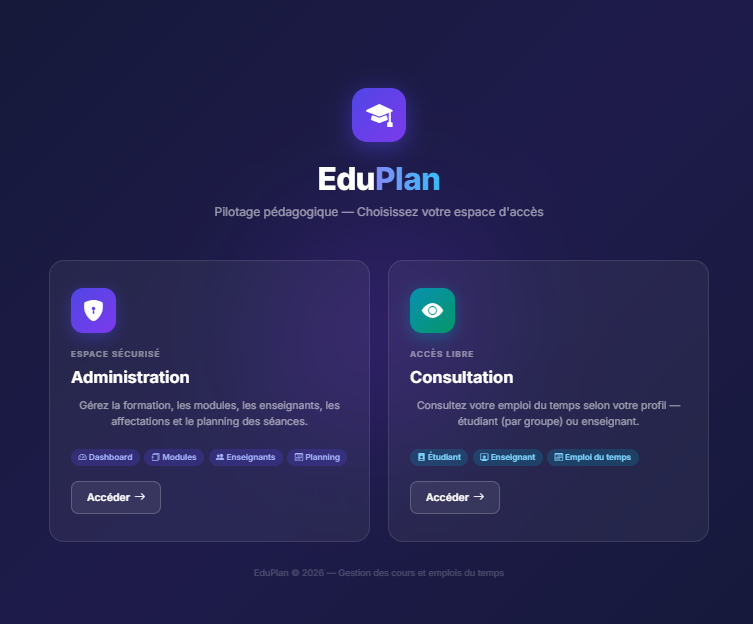 EduPlan
Pilotage pédagogique — Choisissez votre espace d'accès
ESPACE SÉCURISÉ
Administration
Gérez la formation, les modules, les enseignants, les
affectations et le planning des séances.
Dashboard Modules Enseignants Planning
Accéder →
ACCÈS LIBRE
Consultation
Consultez votre emploi du temps selon votre profil —
étudiant (par groupe) ou enseignant.
Étudiant Enseignant Emploi du temps
Accéder →
EduPlan © 2026 — Gestion des cours et emplois du temps